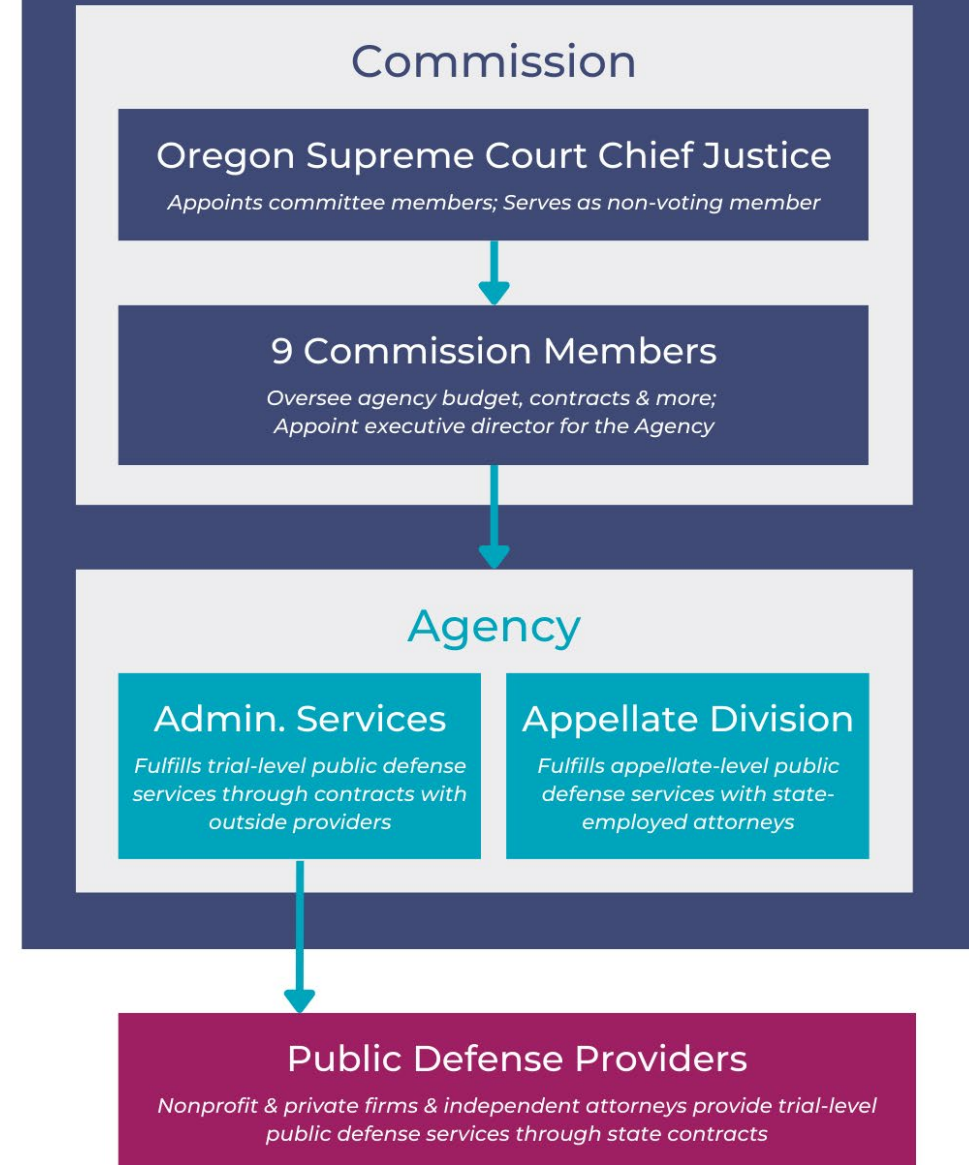 Commission
Oregon Supreme Court Chief Justice
Appoints committee members; Serves as non-voting member
9 Commission Members
Oversee agency budget, contracts & more;
Appoint executive director for the Agency
Agency
Admin. Services
Fulfills trial-level public defense
services through contracts with
outside providers
Appellate Division
Fulfills appellate-level public
defense services with state-
employed attorneys
Public Defense Providers
Nonprofit & private firms & independent attorneys provide trial-level
public defense services through state contracts